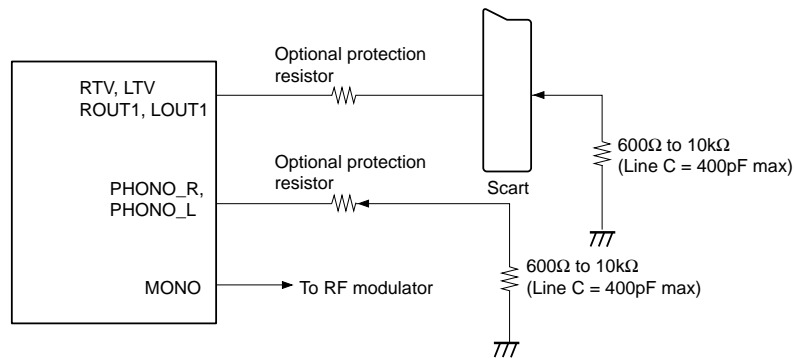 Optional protection
resistor
RTV, LTV
ROUT1, LOUT1
600Ω to 10kΩ
(Line C = 400pF max)
Optional protection
resistor
Scart
PHONO_R,
PHONO_L
600Ω to 10kΩ
(Line C = 400pF max)
MONO
To RF modulator